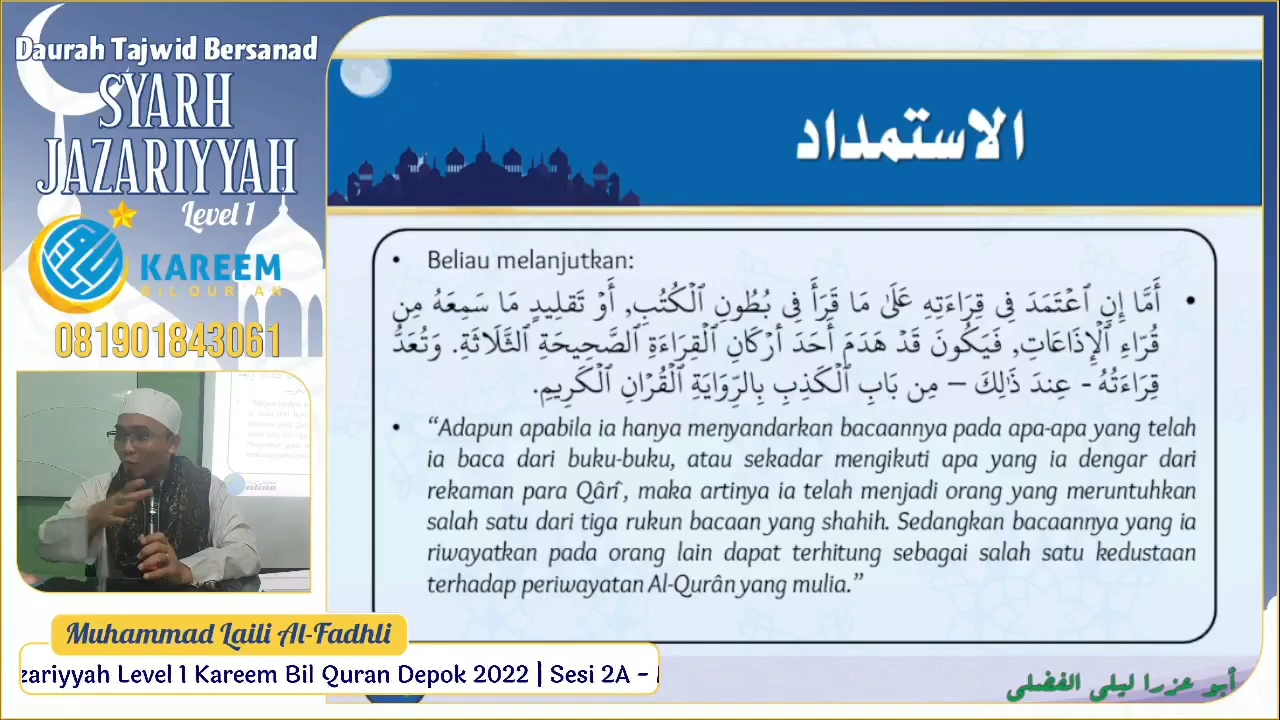 Daurah Tajwid Bersanad
SYARH
JAZARIYYAH
Level 1
KAREEM
BIL QUR'AN
081901843061
الاستمداد
• Beliau melanjutkan:
• أَمَّا إِنِ ٱعْتَمَدَ فِي قِرَاءَتِهِ عَلَىٰ مَا قَرَأَ فِي بُطُونِ ٱلْكُتُبِ, أَوْ تَقْلِيدِ مَا سَمِعَهُ مِن
قُرَّاءِ ٱلْإِذَاعَاتِ, فَيَكُونَ قَدْ هَدَمَ أَحَدَ أَرْكَانِ ٱلْقِرَاءَةِ ٱلصَّحِيحَةِ ٱلثَّلَاثَةِ. وَتُعَدُّ
قِرَاءَتُهُ - عِندَ ذَٰلِكَ – مِن بَابِ ٱلْكَذِبِ بِٱلرِّوَايَةِ ٱلْقُرْانِ ٱلْكَرِيمِ.
• “Adapun apabila ia hanya menyandarkan bacaannya pada apa-apa yang telah
ia baca dari buku-buku, atau sekadar mengikuti apa yang ia dengar dari
rekaman para Qâri`, maka artinya ia telah menjadi orang yang meruntuhkan
salah satu dari tiga rukun bacaan yang shahih. Sedangkan bacaannya yang ia
riwayatkan pada orang lain dapat terhitung sebagai salah satu kedustaan
terhadap periwayatan Al-Qurân yang mulia.”
Muhammad Laili Al-Fadhli
zariyyah Level 1 Kareem Bil Quran Depok 2022 | Sesi 2A -
أبو عزرا ليلى الفضلى